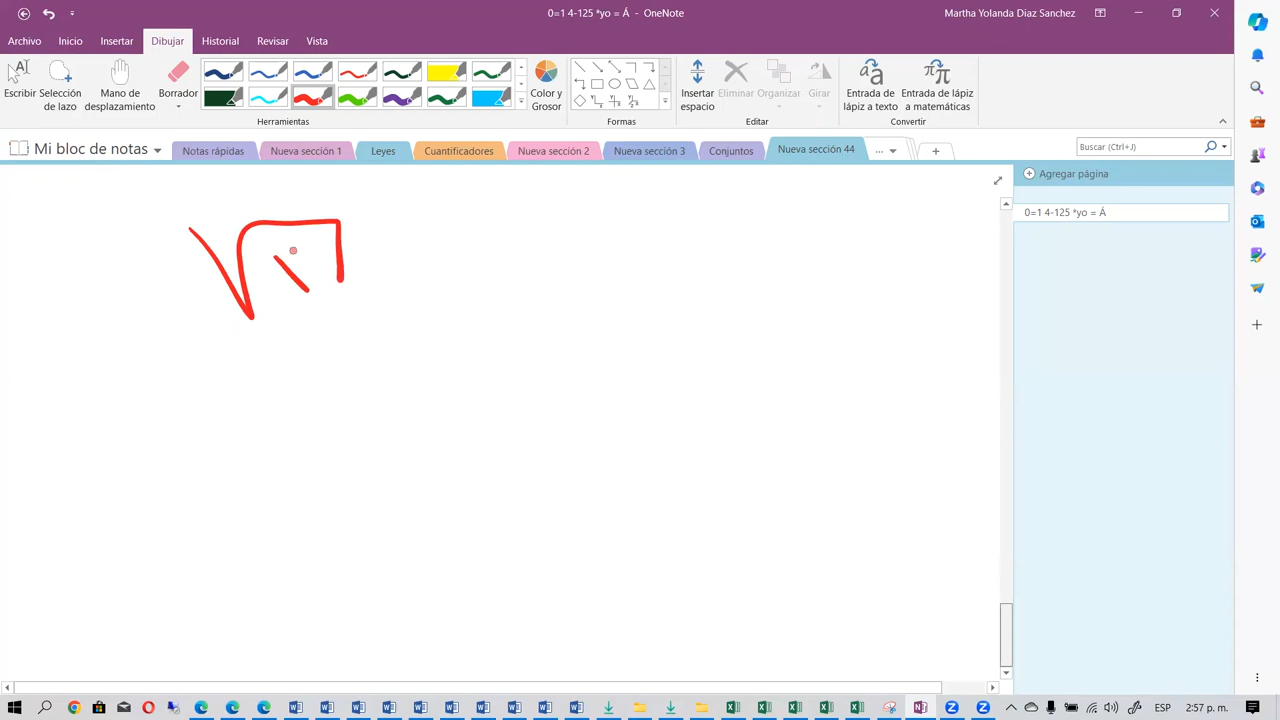 0=1 4-125 *yo = Á - OneNote
Martha Yolanda Diaz Sanchez
Archivo Inicio Insertar Dibujar Historial Revisar Vista
Escribir
Selección de lazo
Mano de desplazamiento
Borrador
Herramientas
Color y Grosor
Formas
Insertar espacio
Eliminar
Organizar
Girar
Editar
Entrada de lápiz a texto
Entrada de lápiz a matemáticas
Convertir
Mi bloc de notas
Notas rápidas
Nueva sección 1
Leyes
Cuantificadores
Nueva sección 2
Nueva sección 3
Conjuntos
Nueva sección 44
...
Buscar (Ctrl+J)
Agregar página
0=1 4-125 *yo = Á
√
ESP
2:57 p. m.